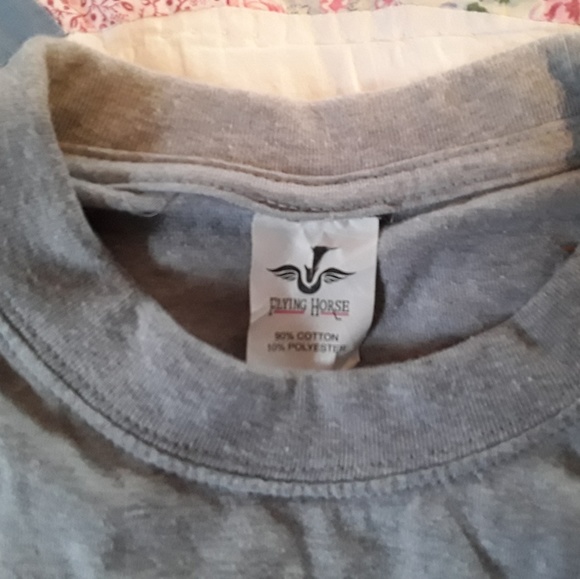 FLYING HORSE
90% COTTON
10% POLYESTER